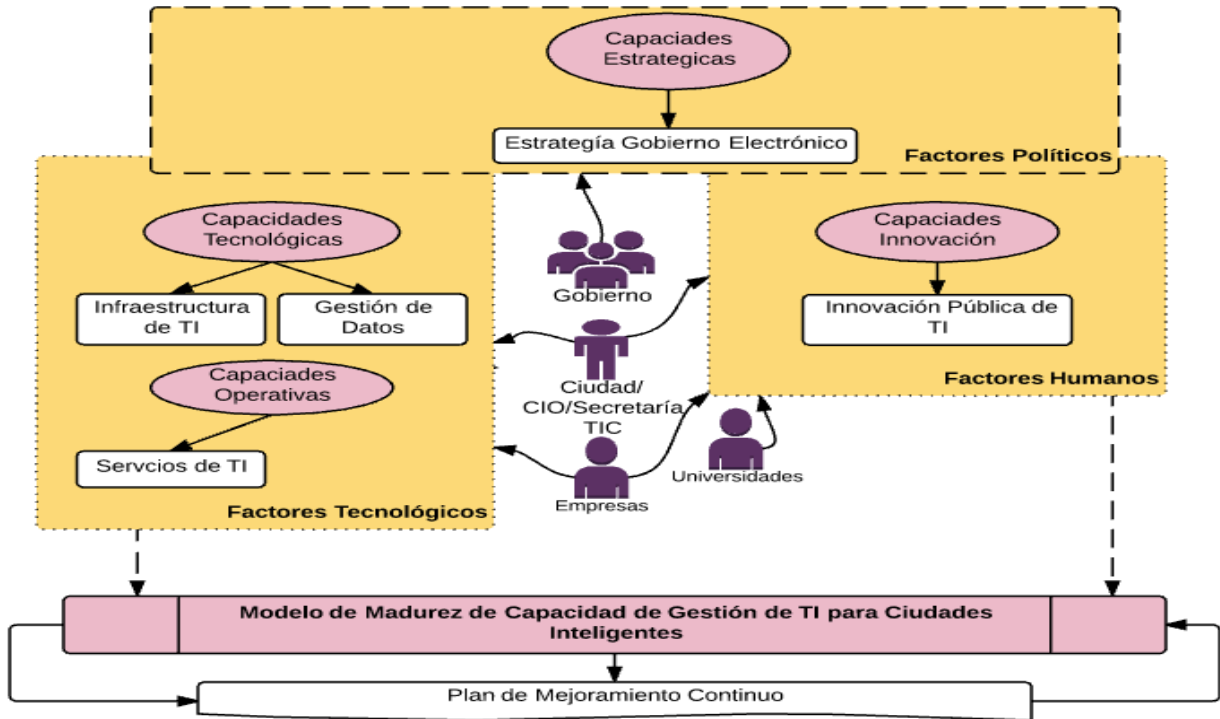 Capaciades
Estrategicas
Estrategía Gobierno Electrónico
Factores Políticos
Capacidades
Tecnológicas
Infraestructura
de TI
Gestión de
Datos
Capaciades
Operativas
Servcios de TI
Factores Tecnológicos
Gobierno
Ciudad/
CIO/Secretaría
TIC
Empresas
Universidades
Capaciades
Innovación
Innovación Pública de
TI
Factores Humanos
Modelo de Madurez de Capacidad de Gestión de TI para Ciudades
Inteligentes
Plan de Mejoramiento Continuo